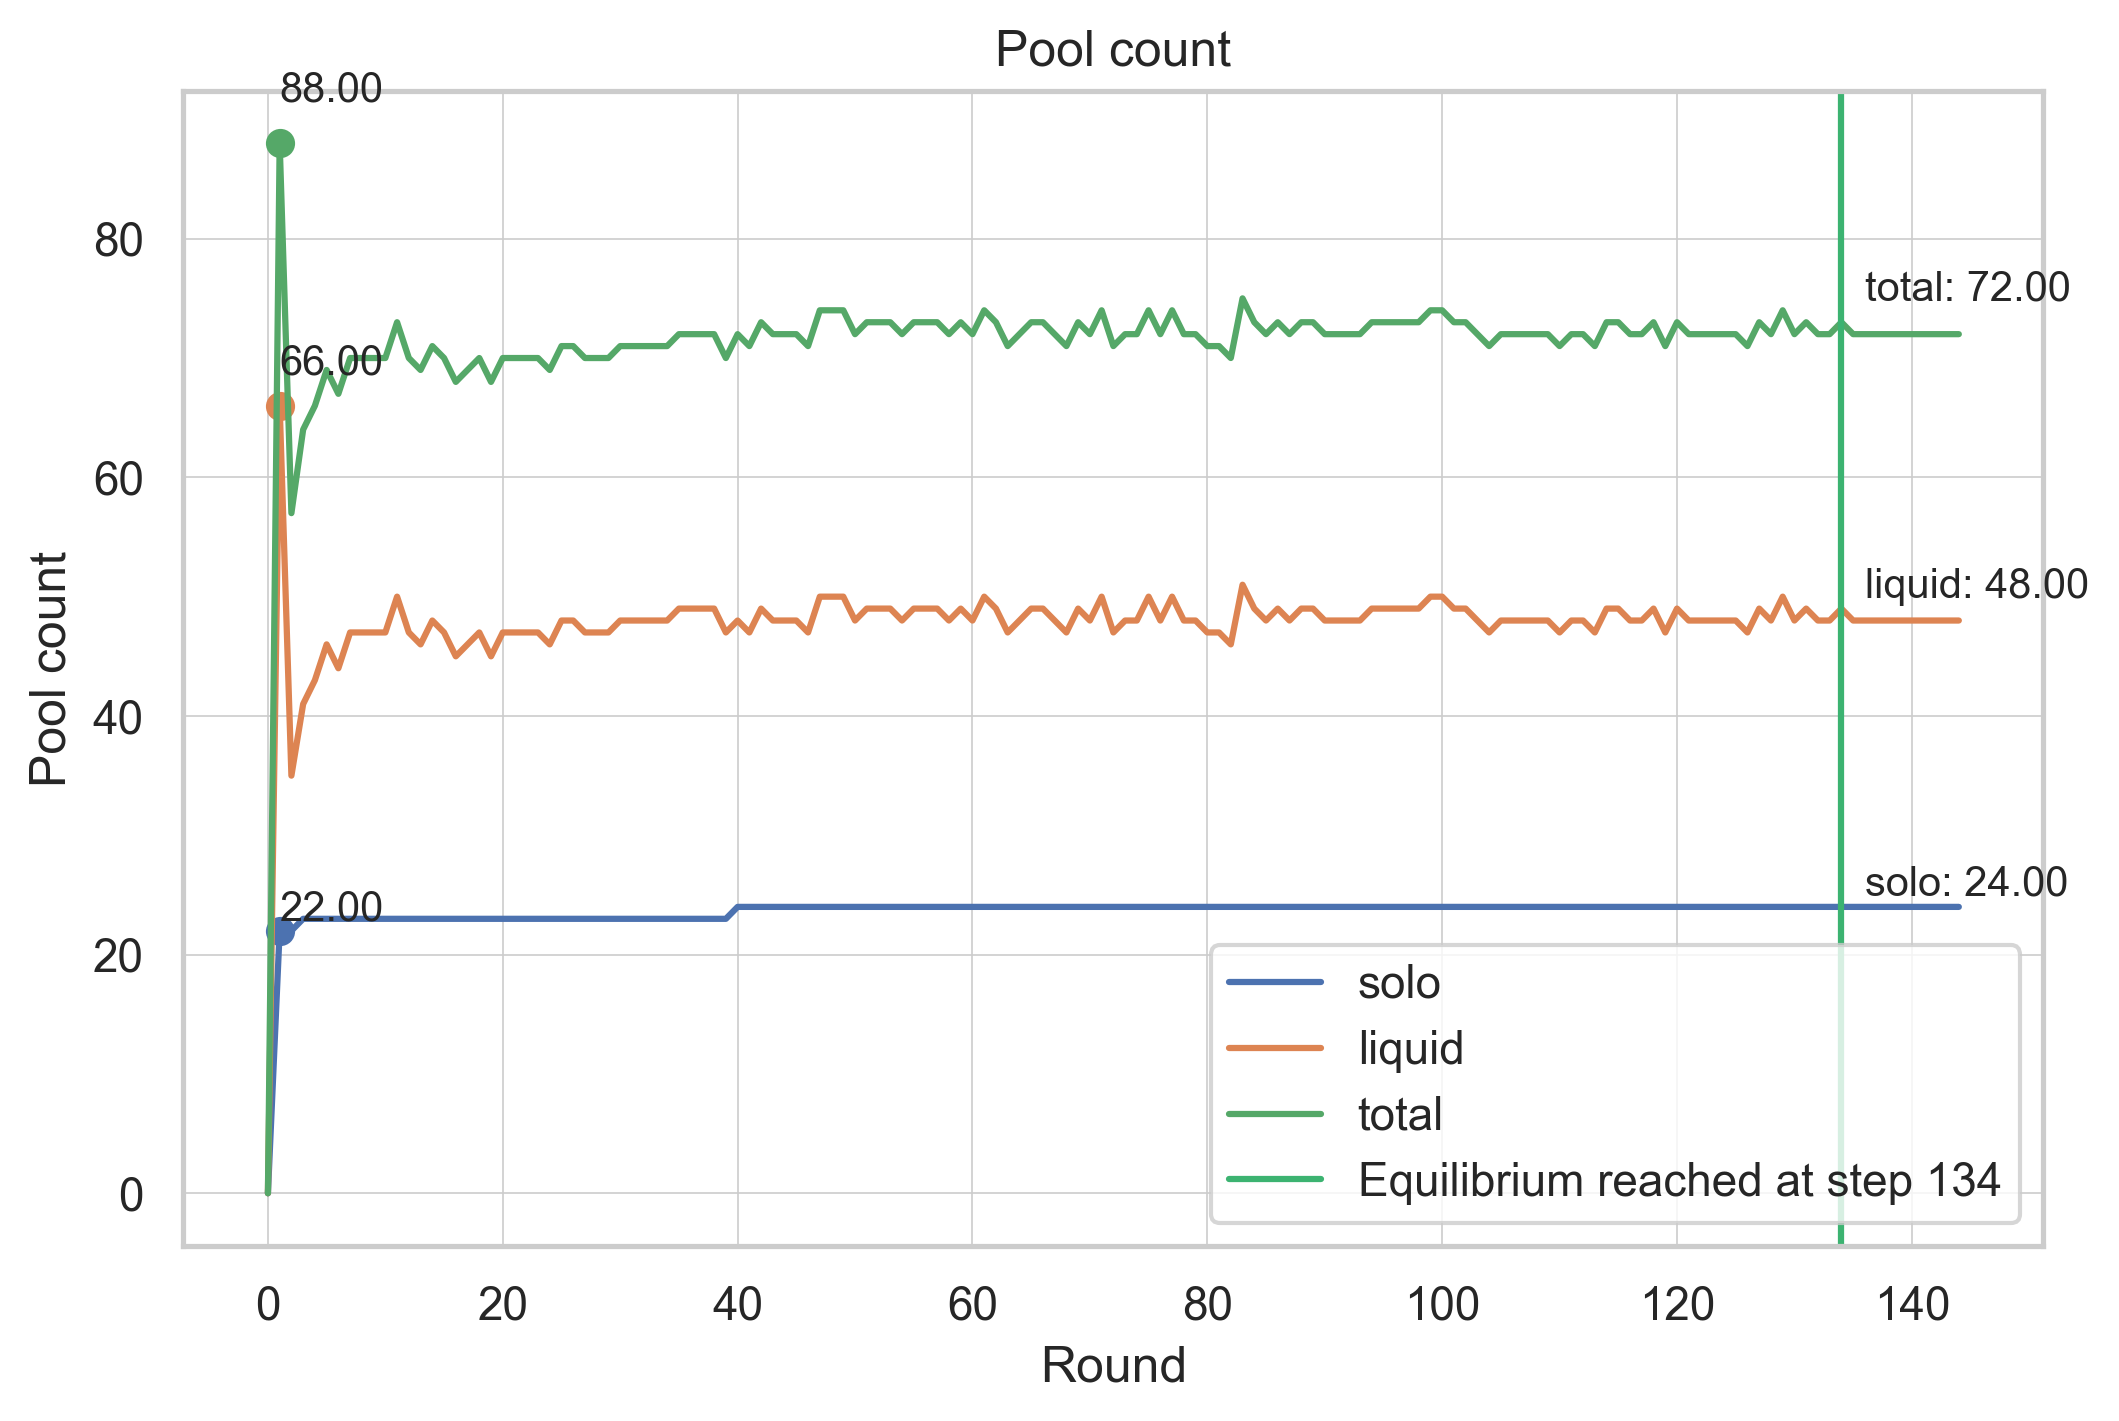 Pool count
88.00
80
total: 72.00
66.00
60
liquid: 48.00
Pool count
40
22.00
solo: 24.00
20
solo
liquid
total
Equilibrium reached at step 134
0
0 20 40 60 80 100 120 140
Round